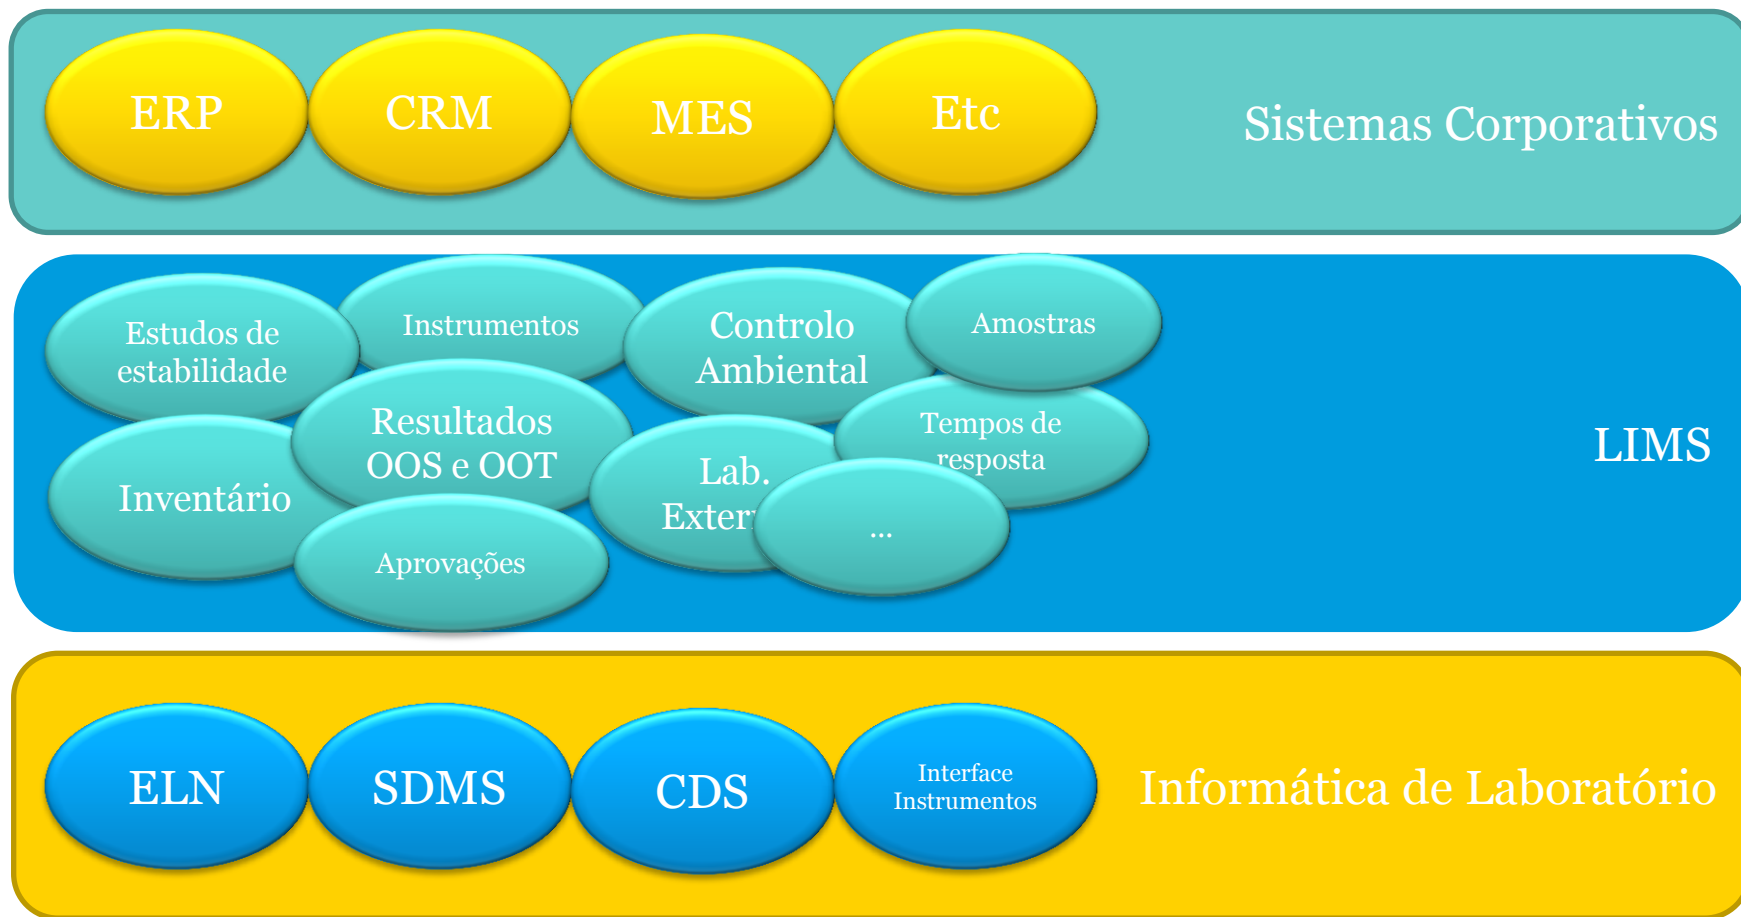 ERP
CRM
MES
Etc
Sistemas Corporativos
Estudos de
estabilidade
Instrumentos
Controlo
Ambiental
Amostras
Resultados
OOS e OOT
Tempos de
resposta
Inventário
Lab.
...
Aprovações
LIMS
ELN
SDMS
CDS
Interface
Instrumentos
Informática de Laboratório